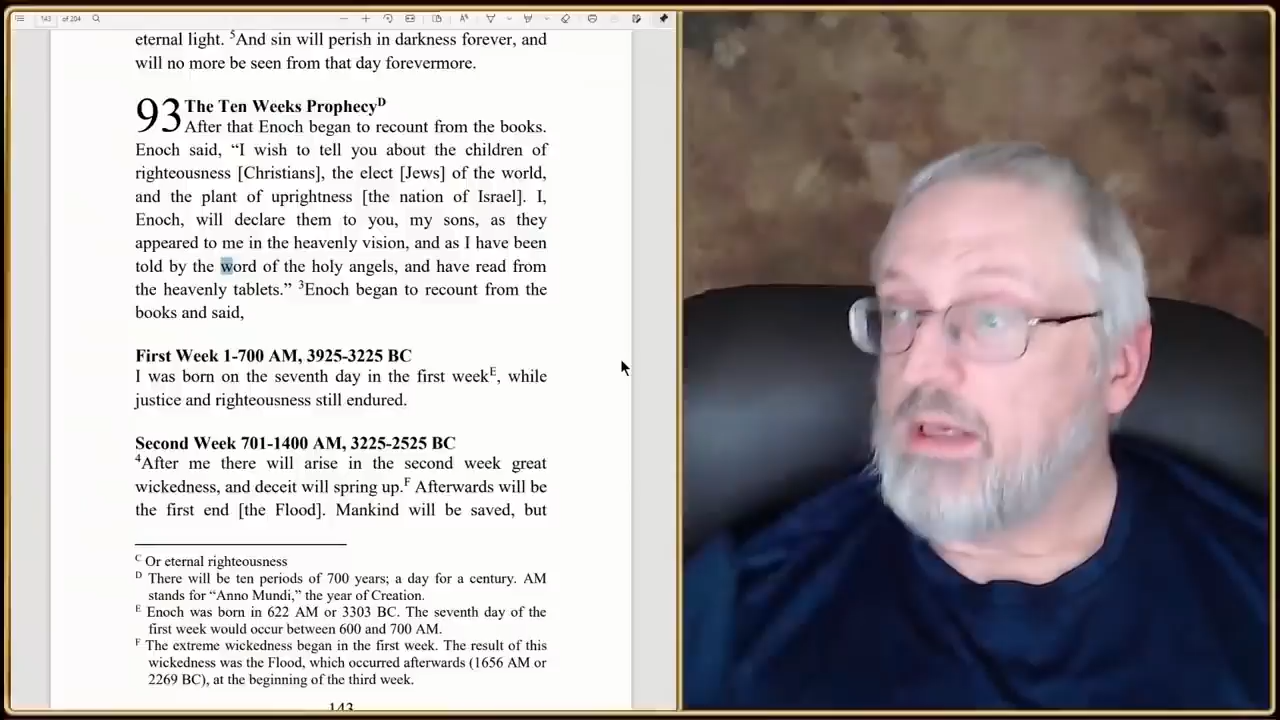 143 of 204
eternal light. ⁵And sin will perish in darkness forever, and
will no more be seen from that day forevermore.
93 The Ten Weeks Prophecyᴰ
After that Enoch began to recount from the books.
Enoch said, “I wish to tell you about the children of
righteousness [Christians], the elect [Jews] of the world,
and the plant of uprightness [the nation of Israel]. I,
Enoch, will declare them to you, my sons, as they
appeared to me in the heavenly vision, and as I have been
told by the word of the holy angels, and have read from
the heavenly tablets.” ³Enoch began to recount from the
books and said,
First Week 1-700 AM, 3925-3225 BC
I was born on the seventh day in the first weekᴱ, while
justice and righteousness still endured.
Second Week 701-1400 AM, 3225-2525 BC
⁴After me there will arise in the second week great
wickedness, and deceit will spring up.ᶠ Afterwards will be
the first end [the Flood]. Mankind will be saved, but
ᶜ Or eternal righteousness
ᴰ There will be ten periods of 700 years; a day for a century. AM
stands for “Anno Mundi,” the year of Creation.
ᴱ Enoch was born in 622 AM or 3303 BC. The seventh day of the
first week would occur between 600 and 700 AM.
ᶠ The extreme wickedness began in the first week. The result of this
wickedness was the Flood, which occurred afterwards (1656 AM or
2269 BC), at the beginning of the third week.
143